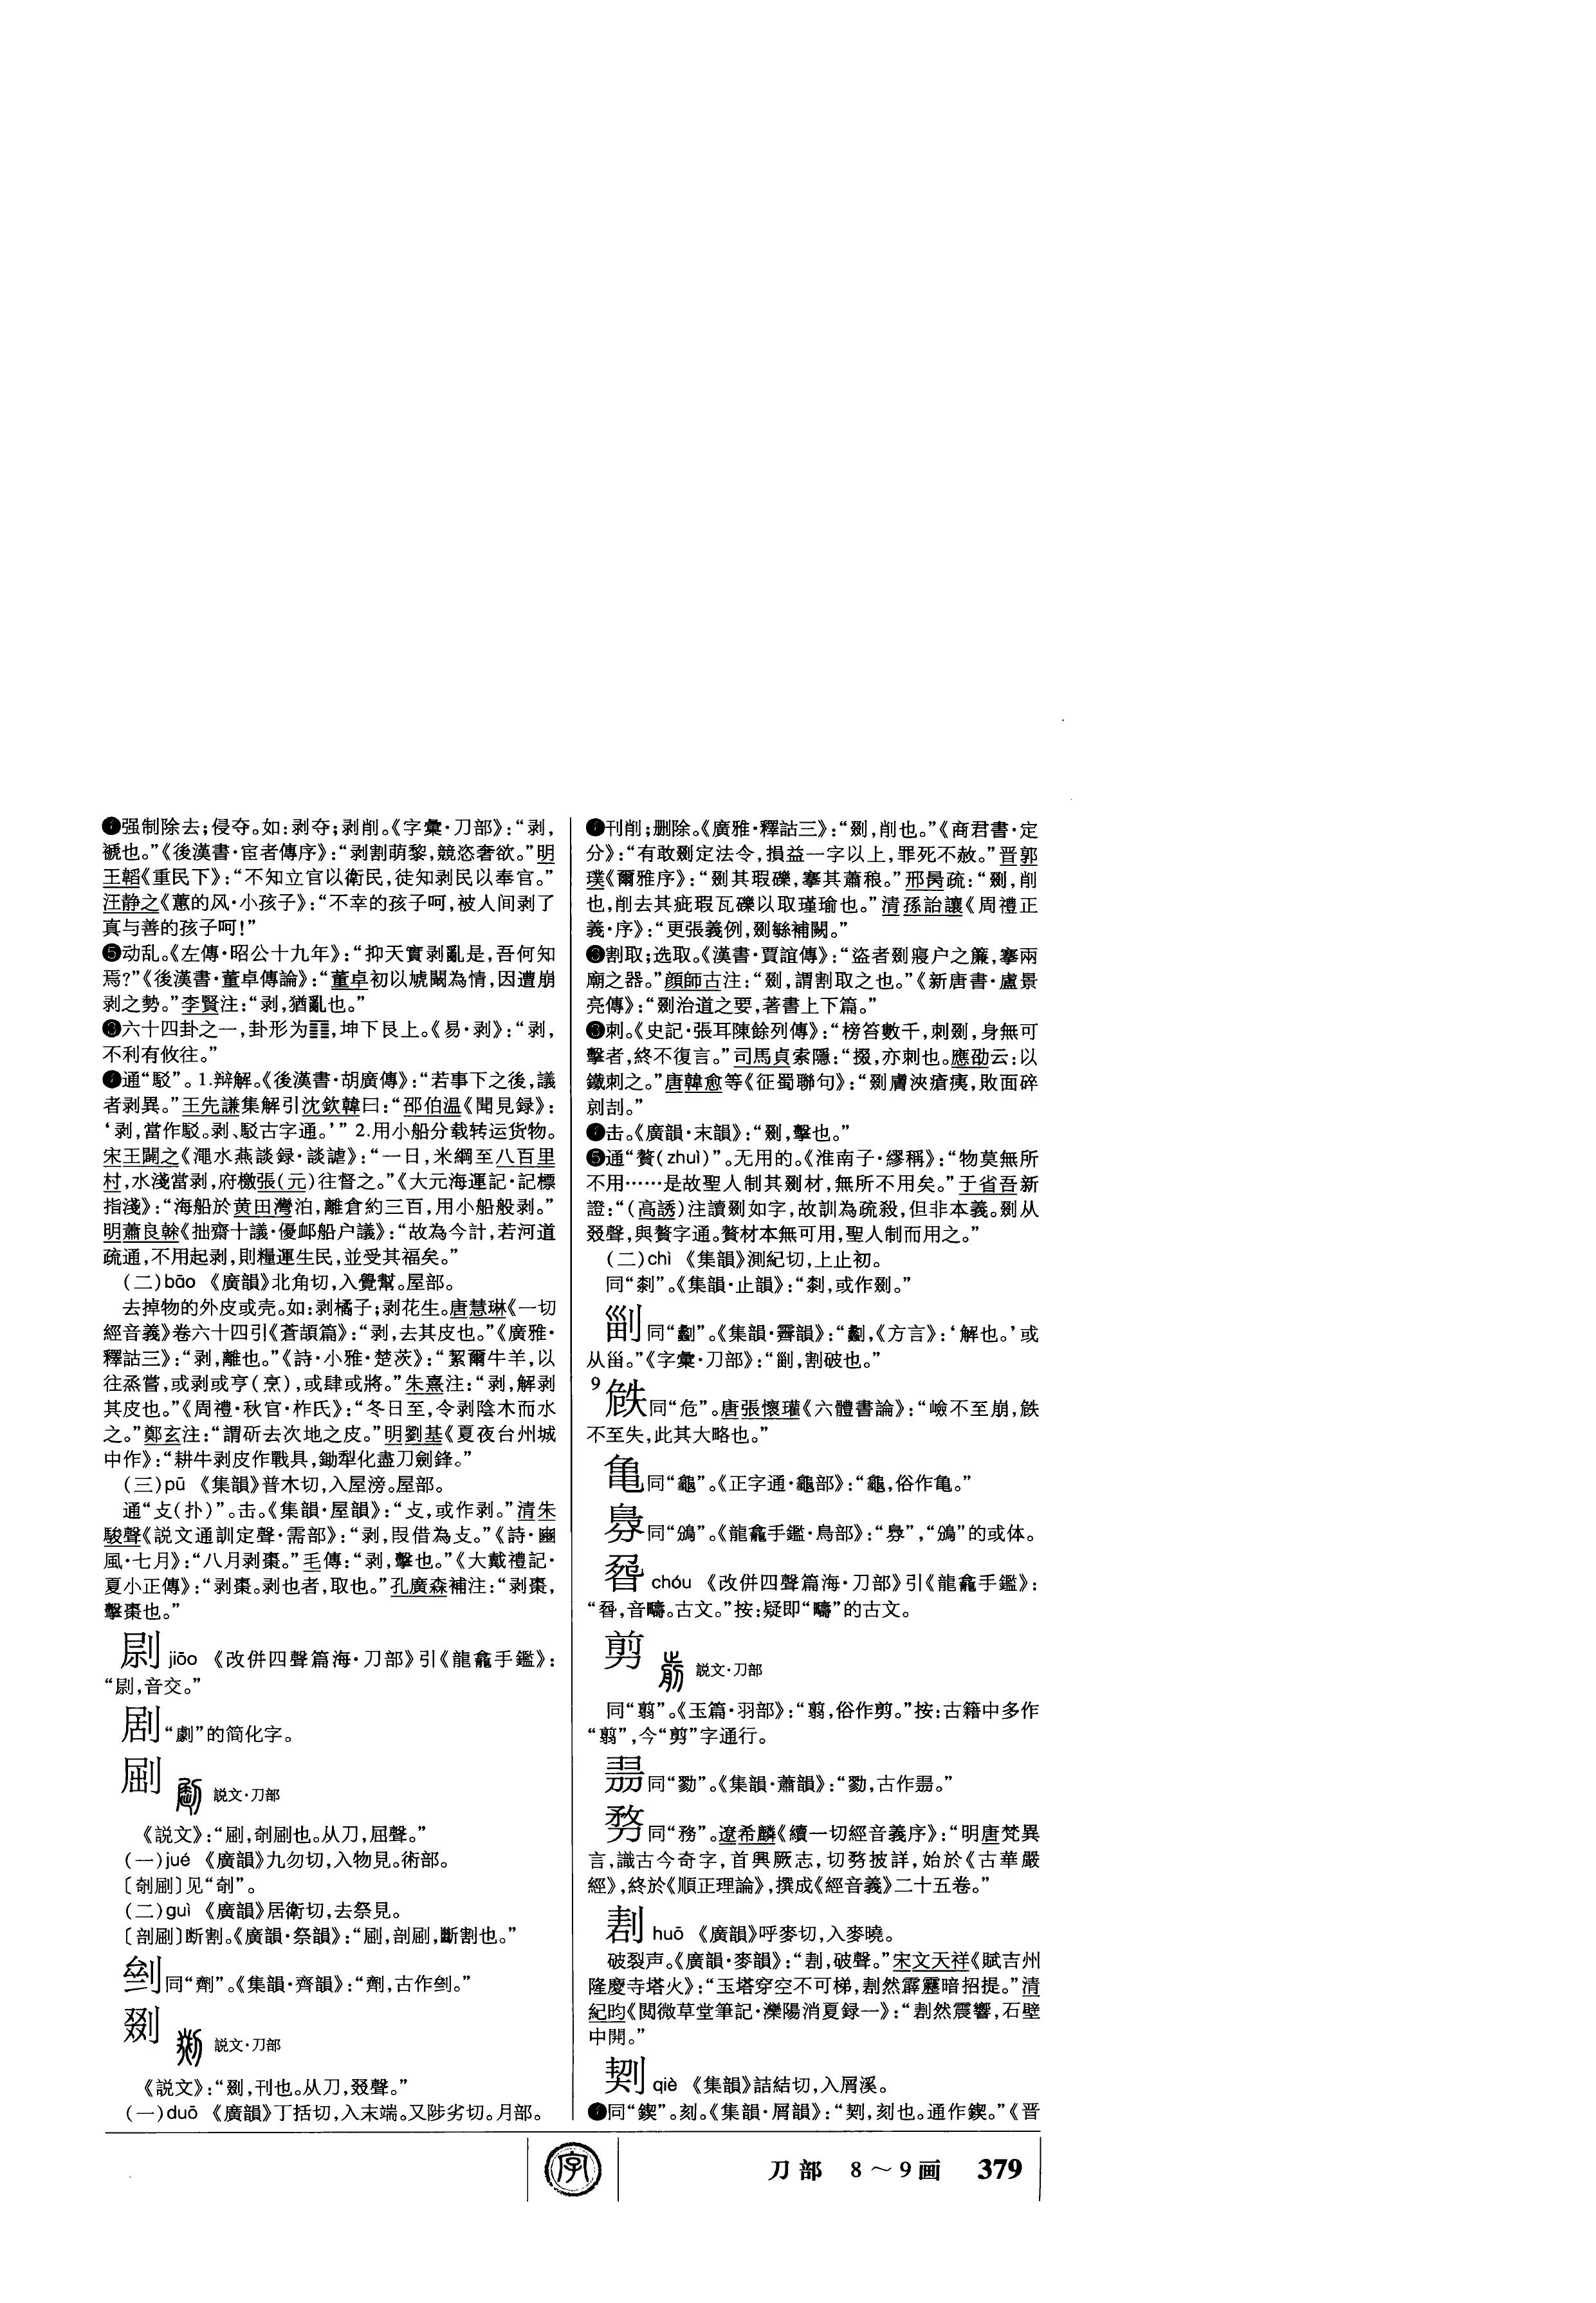 ❹强制除去;侵夺。如:剥夺;剥削。《字彙·刀部》:“剥,
褫也。”《後漢書·宦者傳序》:“剥割萌黎,競恣奢欲。”明
王韜《重民下》:“不知立官以衛民,徒知剥民以奉官。”
汪静之《蕙的风·小孩子》:“不幸的孩子呵,被人间剥了
真与善的孩子呵!”
❺动乱。《左傳·昭公十九年》:“抑天實剥亂是,吾何知
焉?”《後漢書·董卓傳論》:“董卓初以虓闞為情,因遭崩
剥之勢。”李賢注:“剥,猶亂也。”
❻六十四卦之一,卦形为䷖,坤下艮上。《易·剥》:“剥,
不利有攸往。”
❼通“駁”。1.辩解。《後漢書·胡廣傳》:“若事下之後,議
者剥異。”王先謙集解引沈欽韓曰:“邵伯温《聞見録》:
‘剥,當作駁。剥、駁古字通。’”2.用小船分载转运货物。
宋王闢之《澠水燕談録·談謔》:“一日,米綱至八百里
村,水淺當剥,府檄張(元)往督之。”《大元海運記·記標
指淺》:“海船於黄田灣泊,離倉約三百,用小船般剥。”
明蕭良榦《拙齋十議·優邮船户議》:“故為今計,若河道
疏通,不用起剥,則糧運生民,並受其福矣。”
(二)bāo 《廣韻》北角切,入覺幫。屋部。
去掉物的外皮或壳。如:剥橘子;剥花生。唐慧琳《一切
經音義》卷六十四引《蒼頡篇》:“剥,去其皮也。”《廣雅·
釋詁三》:“剥,離也。”《詩·小雅·楚茨》:“絜爾牛羊,以
往烝嘗,或剥或亨(烹),或肆或將。”朱熹注:“剥,解剥
其皮也。”《周禮·秋官·柞氏》:“冬日至,令剥陰木而水
之。”鄭玄注:“謂斫去次地之皮。”明劉基《夏夜台州城
中作》:“耕牛剥皮作戰具,鋤犁化盡刀劍鋒。”
(三)pū 《集韻》普木切,入屋滂。屋部。
通“攴(扑)”。击。《集韻·屋韻》:“攴,或作剥。”清朱
駿聲《説文通訓定聲·需部》:“剥,叚借為攴。”《詩·豳
風·七月》:“八月剥棗。”毛傳:“剥,擊也。”《大戴禮記·
夏小正傳》:“剥棗。剥也者,取也。”孔廣森補注:“剥棗,
擊棗也。”
jiāo 《改併四聲篇海·刀部》引《龍龕手鑑》:
“,音交。”
剧“劇”的简化字。
剧 説文·刀部
《説文》:“㓸,剞㓸也。从刀,屈聲。”
(一)jué 《廣韻》九勿切,入物見。術部。
〔剞㓸〕见“剞”。
(二)guì 《廣韻》居衛切,去祭見。
〔剖㓸〕断割。《廣韻·祭韻》:“㓸,剖㓸,斷割也。”
同“劑”。《集韻·齊韻》:“劑,古作。”
剟 説文·刀部
《説文》:“剟,刊也。从刀,叕聲。”
(一)duō 《廣韻》丁括切,入末端。又陟劣切。月部。
❶刊削;删除。《廣雅·釋詁三》:“剟,削也。”《商君書·定
分》:“有敢剟定法令,損益一字以上,罪死不赦。”晋郭
璞《爾雅序》:“剟其瑕礫,搴其蕭稂。”邢昺疏:“剟,削
也,削去其疵瑕瓦礫以取瑾瑜也。”清孫詒讓《周禮正
義·序》:“更張義例,剟䋣補闕。”
❷割取;选取。《漢書·賈誼傳》:“盗者剟寢户之簾,搴兩
廟之器。”顔師古注:“剟,謂割取之也。”《新唐書·盧景
亮傳》:“剟治道之要,著書上下篇。”
❸刺。《史記·張耳陳餘列傳》:“榜笞數千,刺剟,身無可
擊者,終不復言。”司馬貞索隱:“掇,亦刺也。應劭云:以
鐵刺之。”唐韓愈等《征蜀聯句》:“剟膚浹瘡痍,敗面碎
剠㓤。”
❹击。《廣韻·末韻》:“剟,擊也。”
❺通“贅(zhuì)”。无用的。《淮南子·繆稱》:“物莫無所
不用……是故聖人制其剟材,無所不用矣。”于省吾新
證:“(高誘)注讀剟如字,故訓為疏殺,但非本義。剟从
叕聲,與贅字通。贅材本無可用,聖人制而用之。”
(二)chì 《集韻》測紀切,上止初。
同“㓨”。《集韻·止韻》:“㓨,或作剟。”
同“劙”。《集韻·霽韻》:“劙,《方言》:‘解也。’或
从甾。”《字彙·刀部》:“,割破也。”
9 同“危”。唐張懷瓘《六體書論》:“嶮不至崩,
不至失,此其大略也。”
亀同“龜”。《正字通·龜部》:“龜,俗作亀。”
同“鳻”。《龍龕手鑑·鳥部》:“”,“鳻”的或体。
chóu 《改併四聲篇海·刀部》引《龍龕手鑑》:
“,音疇。古文。”按:疑即“疇”的古文。
剪 説文·刀部
同“翦”。《玉篇·羽部》:“翦,俗作剪。”按:古籍中多作
“翦”,今“剪”字通行。
同“勠”。《集韻·蕭韻》:“勠,古作。”
同“務”。遼希麟《續一切經音義序》:“明唐梵異
言,識古今奇字,首興厥志,切披詳,始於《古華嚴
經》,終於《順正理論》,撰成《經音義》二十五卷。”
剨 huō 《廣韻》呼麥切,入麥曉。
破裂声。《廣韻·麥韻》:“剨,破聲。”宋文天祥《賦吉州
隆慶寺塔火》:“玉塔穿空不可梯,剨然霹靂暗招提。”清
紀昀《閲微草堂筆記·灤陽消夏録一》:“剨然震響,石壁
中開。”
qiè 《集韻》詰結切,入屑溪。
❶同“鍥”。刻。《集韻·屑韻》:“,刻也。通作鍥。”《晋
字
刀部 8～9画 379